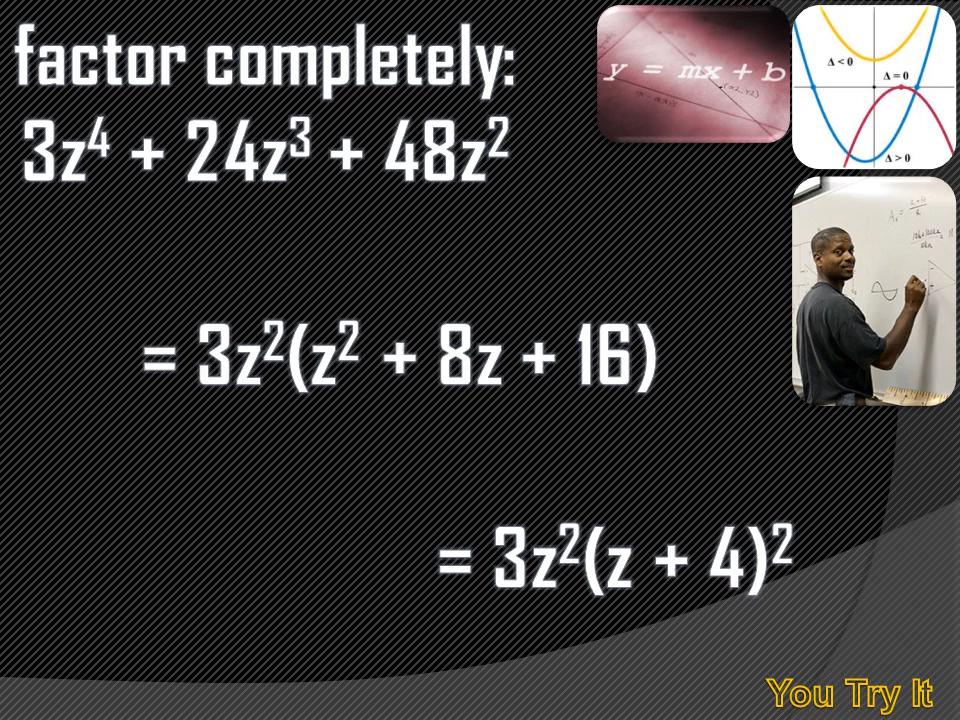 factor completely:
3z⁴ + 24z³ + 48z²
= 3z²(z² + 8z + 16)
= 3z²(z + 4)²
y = mx + b
Δ < 0
Δ = 0
Δ > 0
You Try It